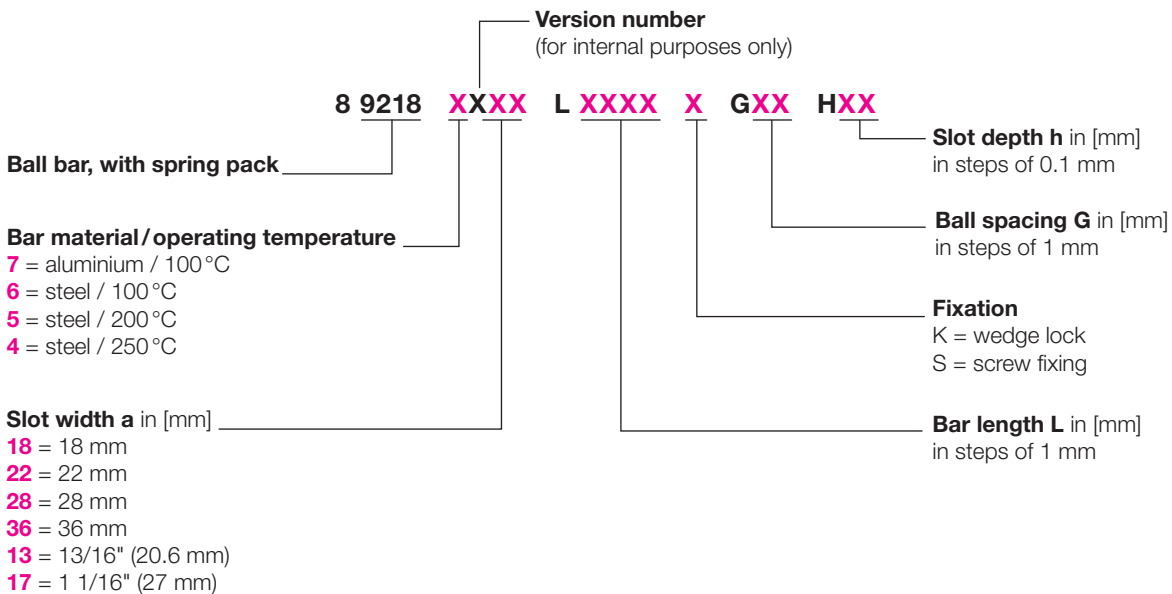 Version number
(for internal purposes only)
8 9218 XXXX L XXXX X GXX HXX
Ball bar, with spring pack
Bar material/operating temperature
7 = aluminium / 100°C
6 = steel / 100°C
5 = steel / 200°C
4 = steel / 250°C
Slot width a in [mm]
18 = 18 mm
22 = 22 mm
28 = 28 mm
36 = 36 mm
13 = 13/16" (20.6 mm)
17 = 1 1/16" (27 mm)
Slot depth h in [mm]
in steps of 0.1 mm
Ball spacing G in [mm]
in steps of 1 mm
Fixation
K = wedge lock
S = screw fixing
Bar length L in [mm]
in steps of 1 mm